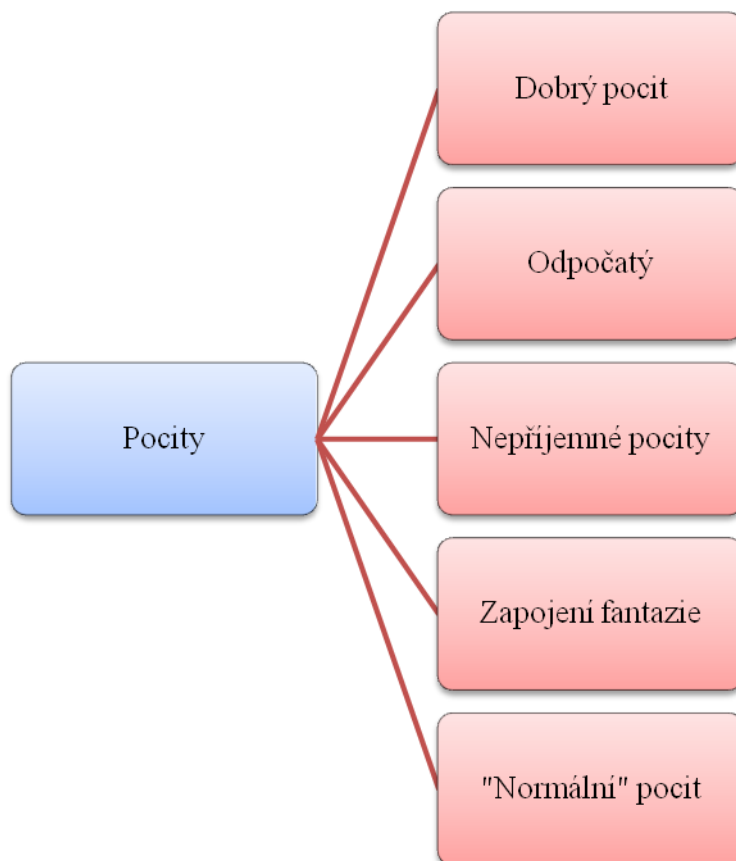 Dobrý pocit
Odpočatý
Pocity
Nepříjemné pocity
Zapojení fantazie
"Normální" pocit